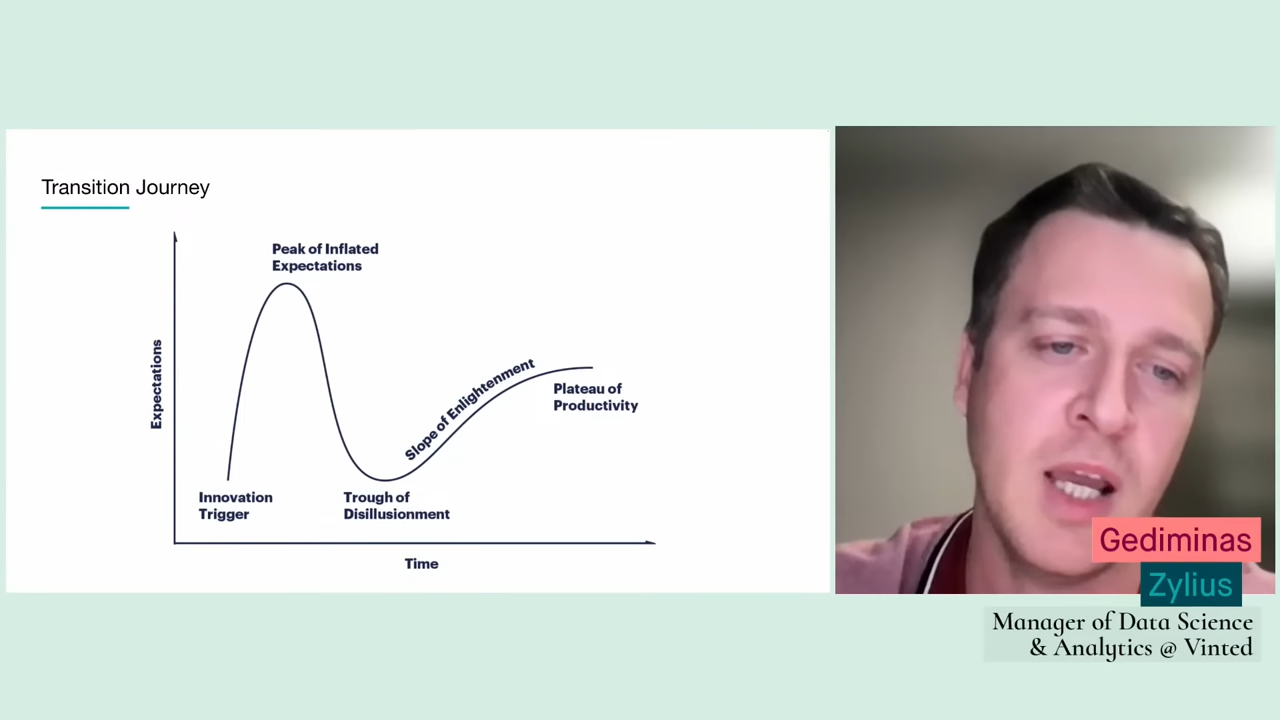 Transition Journey
Peak of Inflated
Expectations
Expectations
Slope of Enlightenment
Plateau of
Productivity
Innovation
Trigger
Trough of
Disillusionment
Time
Gediminas
Zylius
Manager of Data Science
& Analytics @ Vinted